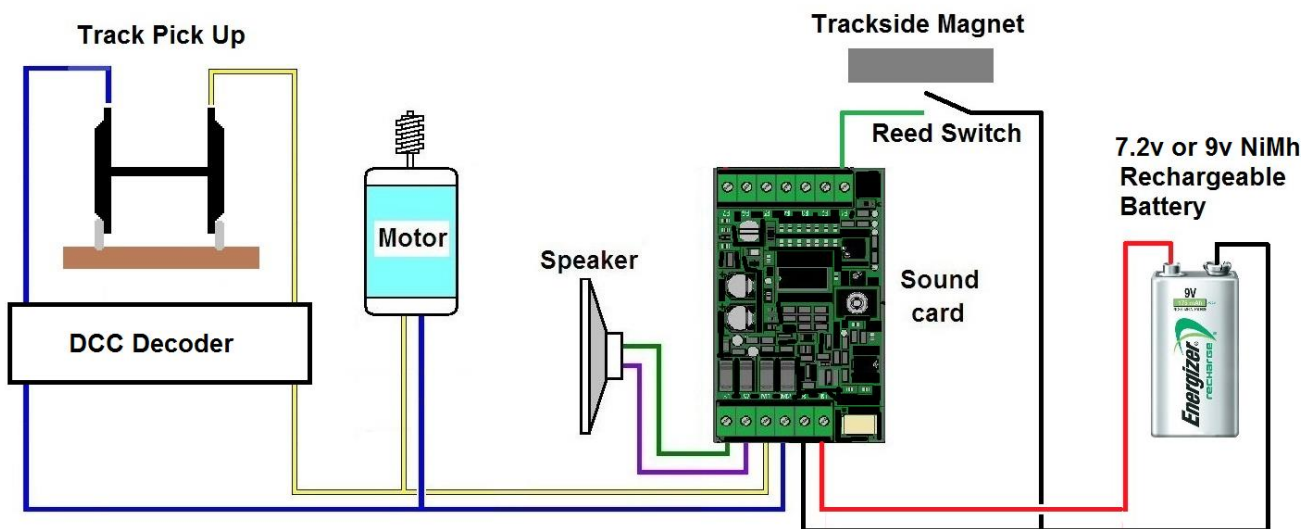 Track Pick Up
Trackside Magnet
Reed Switch
7.2v or 9v NiMh
Rechargeable
Battery
Motor
Speaker
Sound
card
DCC Decoder
9V
Energizer
recharge